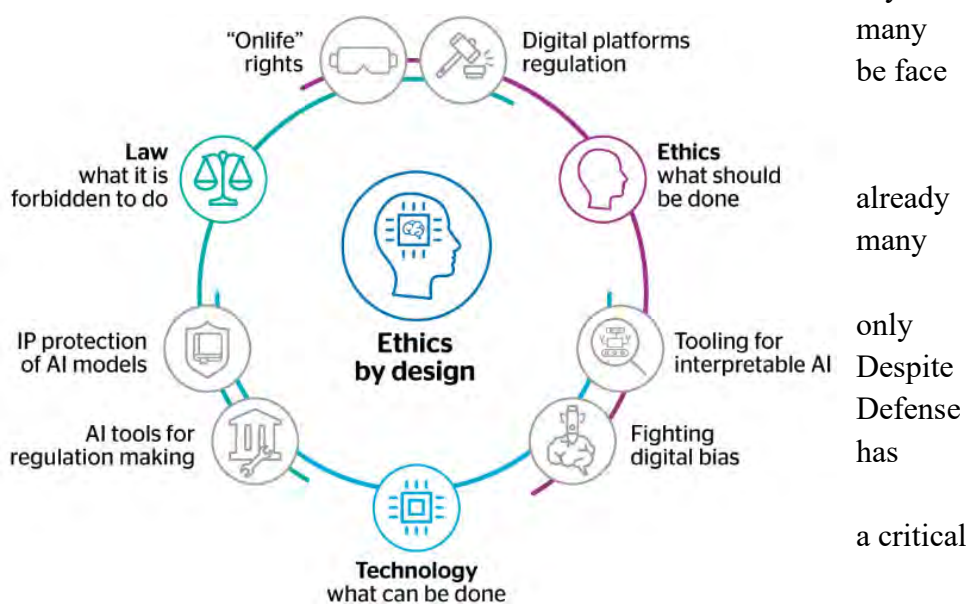 many
be face
already
many
only
Despite
Defense
has
a critical
“Onlife”
rights
Digital platforms
regulation
Law
what it is
forbidden to do
Ethics
what should
be done
Ethics
by design
IP protection
of AI models
Tooling for
interpretable AI
AI tools for
regulation making
Fighting
digital bias
Technology
what can be done